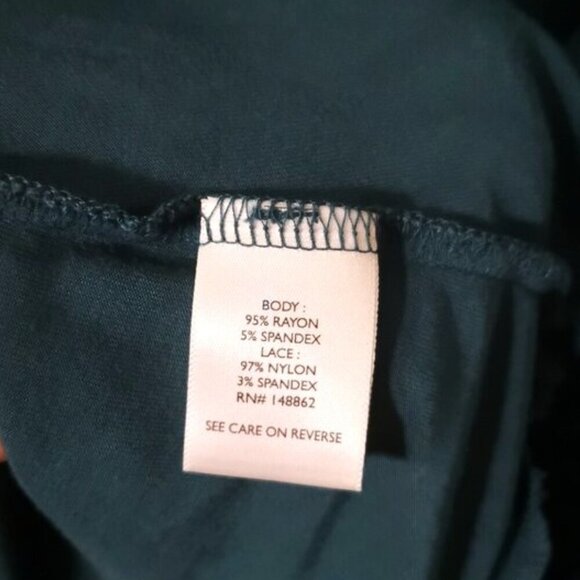 BODY :
95% RAYON
5% SPANDEX
LACE :
97% NYLON
3% SPANDEX
RN# 148862
SEE CARE ON REVERSE